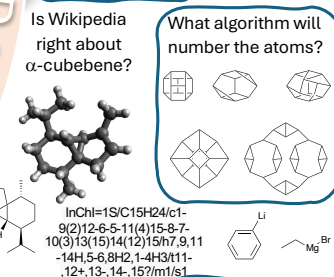 Is Wikipedia
right about
α-cubebene?
What algorithm will
number the atoms?
InChI=1S/C15H24/c1-
9(2)12-6-5-11(4)15-8-7-
10(3)13(15)14(12)15/h7,9,11
-14H,5-6,8H2,1-4H3/t11-
,12+,13-,14-,15?/m1/s1
H
Li
Mg
Br